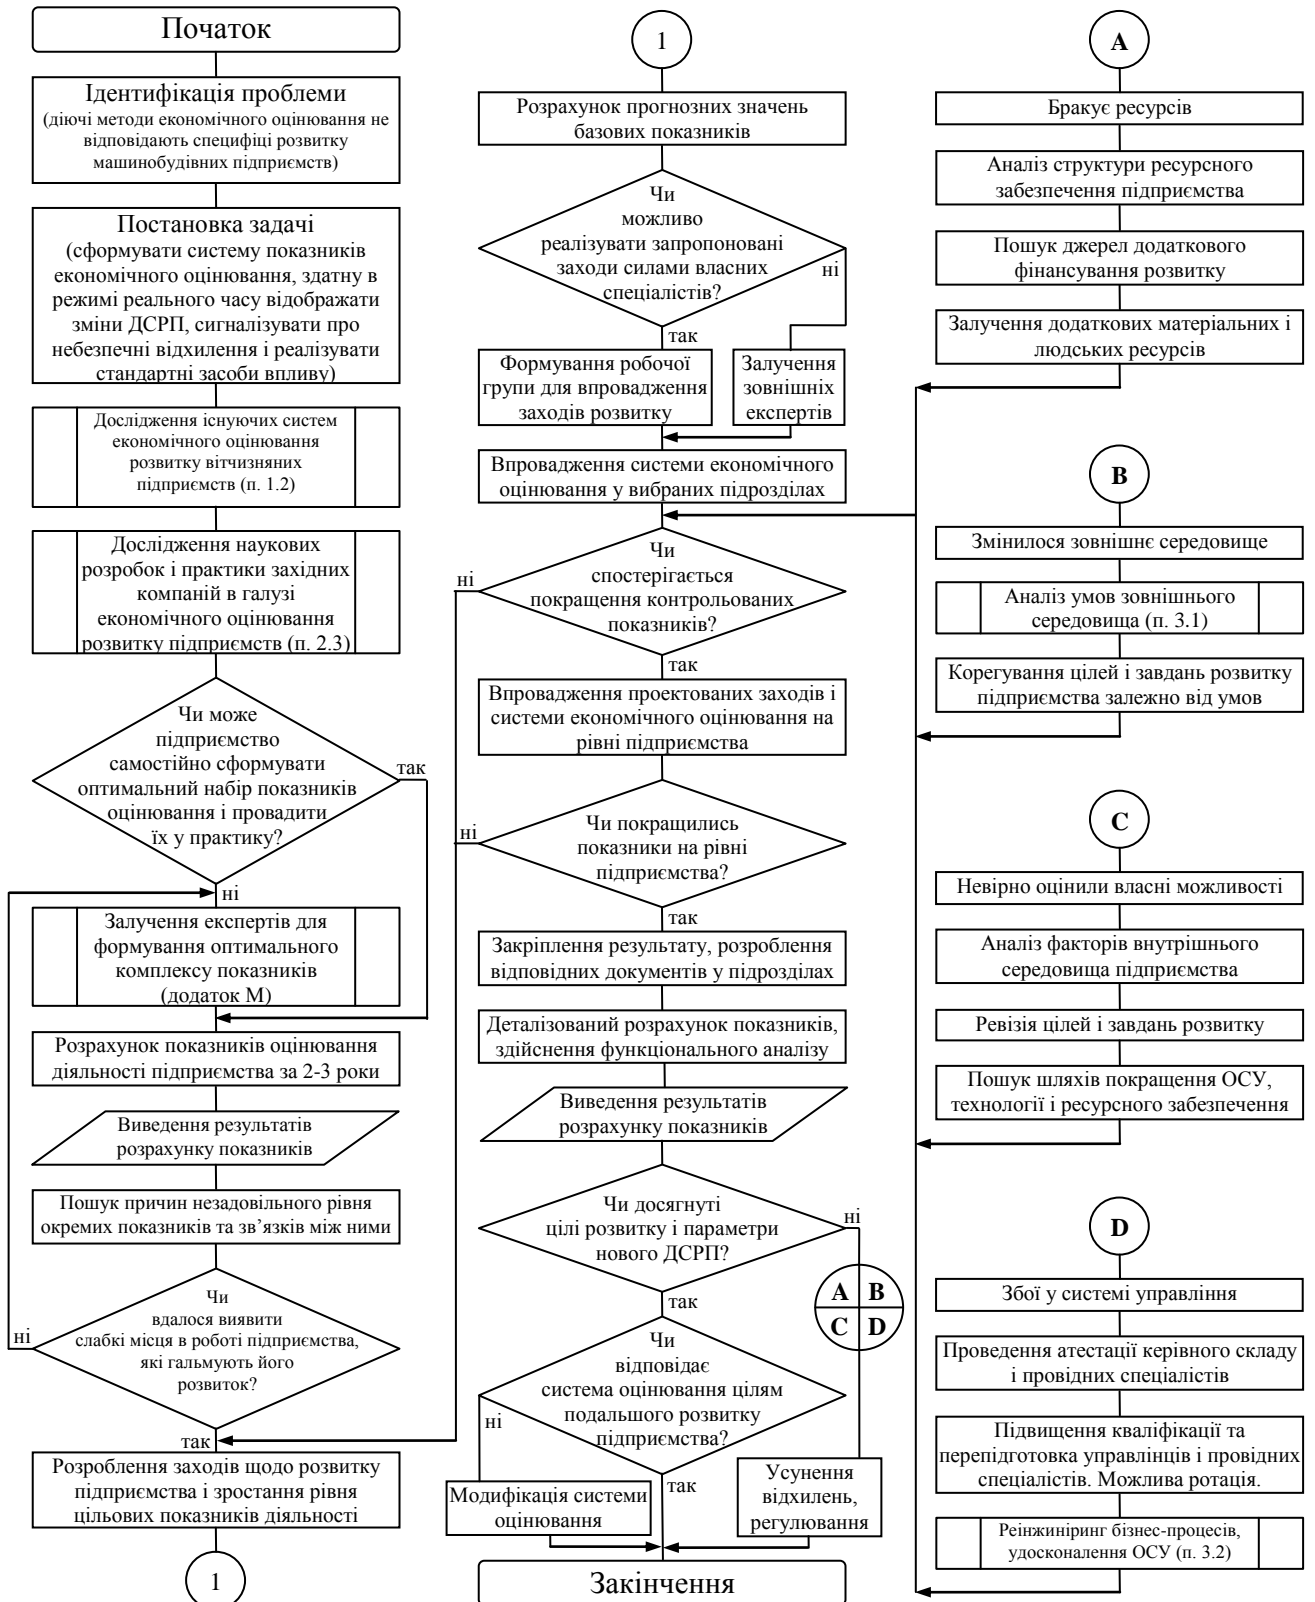 Початок
Ідентифікація проблеми
(діючі методи економічного оцінювання не
відповідають специфіці розвитку
машинобудівних підприємств)
Постановка задачі
(сформувати систему показників
економічного оцінювання, здатну в
режимі реального часу відображати
зміни ДСРП, сигналізувати про
небезпечні відхилення і реалізувати
стандартні засоби впливу)
Дослідження існуючих систем
економічного оцінювання
розвитку вітчизняних
підприємств (п. 1.2)
Дослідження наукових
розробок і практики західних
компаній в галузі
економічного оцінювання
розвитку підприємств (п. 2.3)
Чи може
підприємство
самостійно сформувати
оптимальний набір показників
оцінювання і провадити
їх у практику?
так
ні
Залучення експертів для
формування оптимального
комплексу показників
(додаток М)
Розрахунок показників оцінювання
діяльності підприємства за 2-3 роки
Виведення результатів
розрахунку показників
Пошук причин незадовільного рівня
окремих показників та зв’язків між ними
Чи
вдалося виявити
слабкі місця в роботі підприємства,
які гальмують його
розвиток?
ні
так
Розроблення заходів щодо розвитку
підприємства і зростання рівня
цільових показників діяльності
1
1
Розрахунок прогнозних значень
базових показників
Чи
можливо
реалізувати запропоновані
заходи силами власних
спеціалістів?
ні
так
Формування робочої
групи для впровадження
заходів розвитку
Залучення
зовнішніх
експертів
Впровадження системи економічного
оцінювання у вибраних підрозділах
Чи
спостерігається
покращення контрольованих
показників?
ні
так
Впровадження проектованих заходів і
системи економічного оцінювання на
рівні підприємства
Чи покращились
показники на рівні
підприємства?
ні
так
Закріплення результату, розроблення
відповідних документів у підрозділах
Деталізований розрахунок показників,
здійснення функціонального аналізу
Виведення результатів
розрахунку показників
Чи досягнуті
цілі розвитку і параметри
нового ДСРП?
ні
так
A B
C D
Чи
відповідає
система оцінювання цілям
подальшого розвитку
підприємства?
ні
так
Модифікація системи
оцінювання
Усунення
відхилень,
регулювання
Закінчення
A
Бракує ресурсів
Аналіз структури ресурсного
забезпечення підприємства
Пошук джерел додаткового
фінансування розвитку
Залучення додаткових матеріальних і
людських ресурсів
B
Змінилося зовнішнє середовище
Аналіз умов зовнішнього
середовища (п. 3.1)
Корегування цілей і завдань розвитку
підприємства залежно від умов
C
Невірно оцінили власні можливості
Аналіз факторів внутрішнього
середовища підприємства
Ревізія цілей і завдань розвитку
Пошук шляхів покращення ОСУ,
технології і ресурсного забезпечення
D
Збої у системі управління
Проведення атестації керівного складу
і провідних спеціалістів
Підвищення кваліфікації та
перепідготовка управлінців і провідних
спеціалістів. Можлива ротація.
Реінжиніринг бізнес-процесів,
удосконалення ОСУ (п. 3.2)